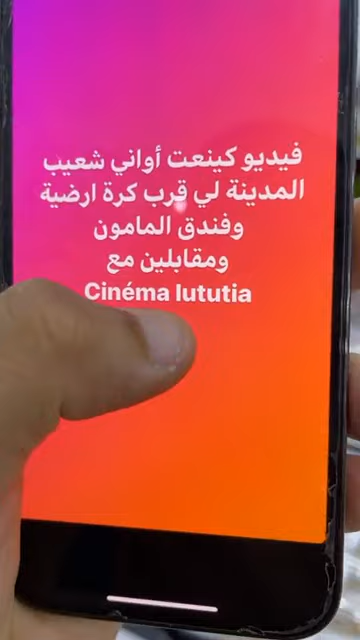 فيديو كينعت أواني شعيب
المدينة لي قرب كرة ارضية
وفندق المامون
ومقابلين مع
Cinéma lututia